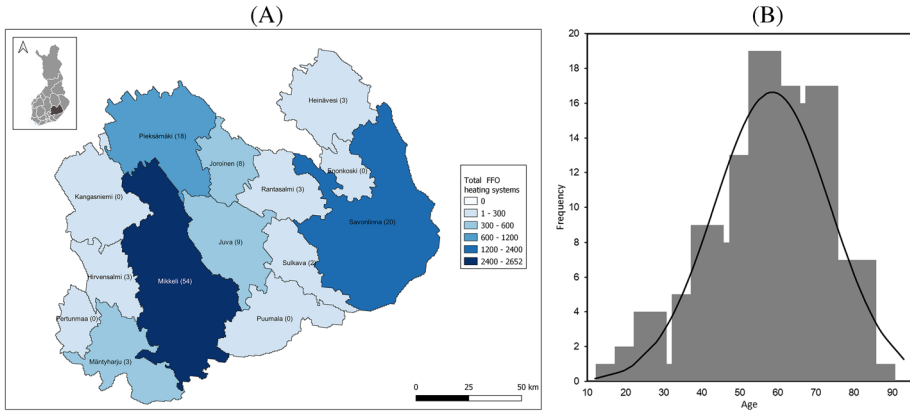 (A)
(B)
Heinävesi (3)
Pieksämäki (18)
Joroinen (8)
Enonkoski (0)
Rantasalmi (3)
Kangasniemi (0)
Savonlinna (20)
Juva (9)
Sulkava (2)
Hirvensalmi (3)
Mikkeli (54)
Pertunmaa (0)
Puumala (0)
Mäntyharju (3)
Total FFO
heating systems
0
1 - 300
300 - 600
600 - 1200
1200 - 2400
2400 - 2652
0 25 50 km
Frequency
20
18
16
14
12
10
8
6
4
2
0
10 20 30 40 50 60 70 80 90
Age